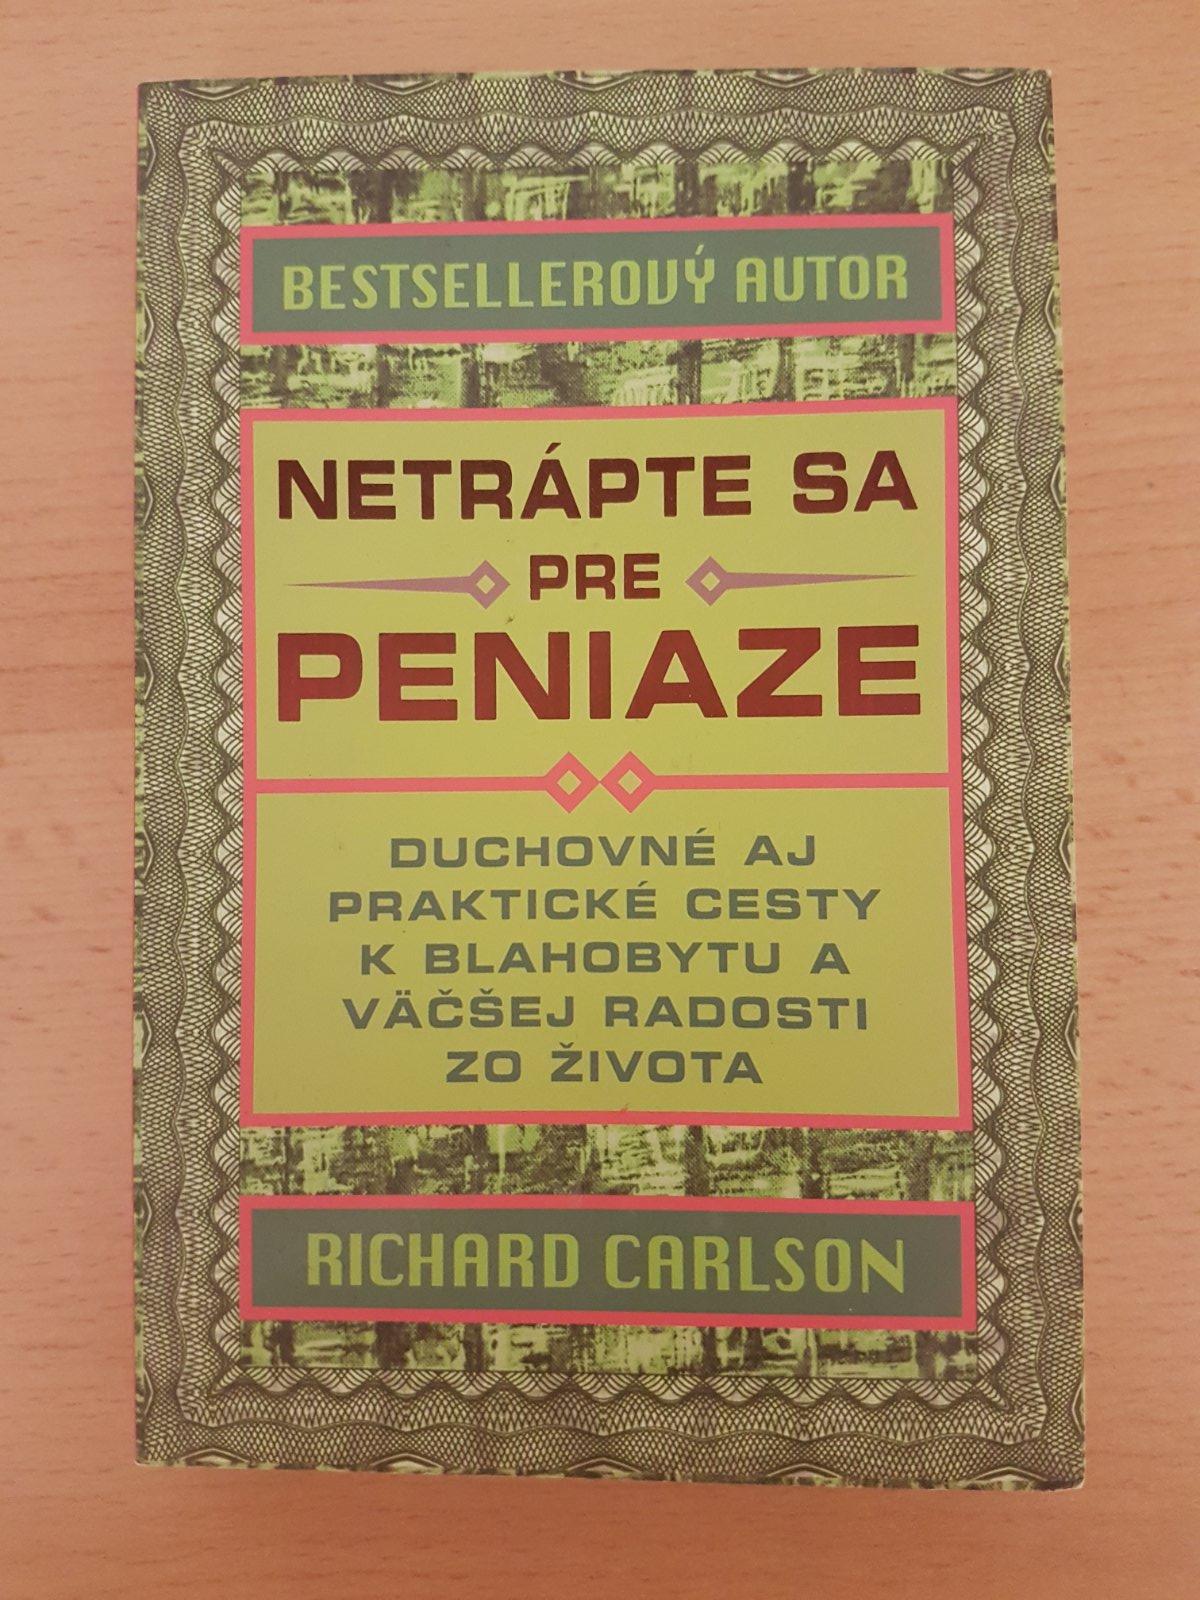 BESTSELLEROVÝ AUTOR
NETRÁPTE SA
PRE
PENIAZE
DUCHOVNÉ AJ
PRAKTICKÉ CESTY
K BLAHOBYTU A
VÄČŠEJ RADOSTI
ZO ŽIVOTA
RICHARD CARLSON